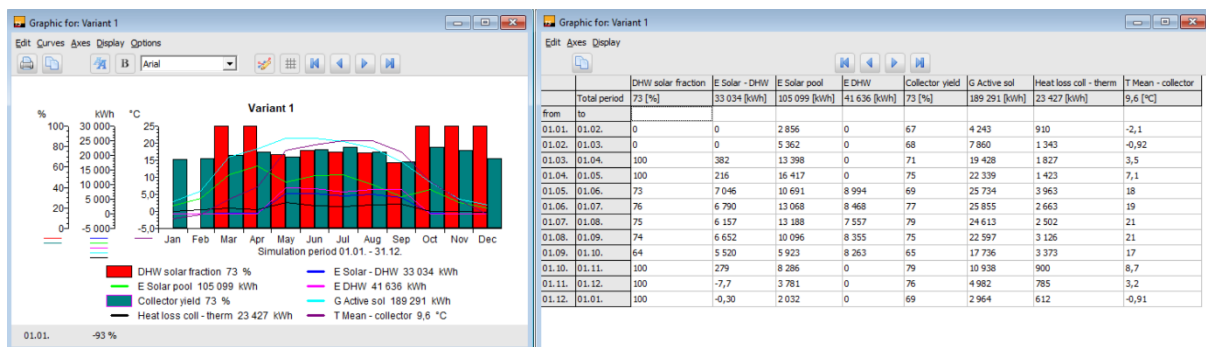 Graphic for: Variant 1
Edit Curves Axes Display Options
B Arial
Variant 1
% kWh °C
100 30 000 25
25 000 20
80 20 000
15 000 15
60 10
40 10 000 5,0
20 5 000 0
0 -5 000 -5,0
Jan Feb Mar Apr May Jun Jul Aug Sep Oct Nov Dec
Simulation period 01.01. - 31.12.
DHW solar fraction 73 % E Solar - DHW 33 034 kWh
E Solar pool 105 099 kWh E DHW 41 636 kWh
Collector yield 73 % G Active sol 189 291 kWh
Heat loss coll - therm 23 427 kWh T Mean - collector 9,6 °C
01.01. -93 %
Graphic for: Variant 1
Edit Axes Display
DHW solar fraction E Solar - DHW E Solar pool E DHW Collector yield G Active sol Heat loss coll - therm T Mean - collector
Total period 73 [%] 33 034 [kWh] 105 099 [kWh] 41 636 [kWh] 73 [%] 189 291 [kWh] 23 427 [kWh] 9,6 [°C]
from to
01.01. 01.02. 0 0 2 856 0 67 4 243 910 -2,1
01.02. 01.03. 0 0 5 362 0 68 7 860 1 343 -0,92
01.03. 01.04. 100 382 13 398 0 71 19 428 1 827 3,5
01.04. 01.05. 100 216 16 417 0 75 22 339 1 423 7,1
01.05. 01.06. 73 7 046 10 691 8 994 69 25 734 3 963 18
01.06. 01.07. 76 6 790 13 068 8 468 77 25 855 2 663 19
01.07. 01.08. 75 6 157 13 188 7 557 79 24 613 2 502 21
01.08. 01.09. 74 6 652 10 096 8 355 75 22 597 3 126 21
01.09. 01.10. 64 5 520 5 923 8 263 65 17 736 3 373 17
01.10. 01.11. 100 279 8 286 0 79 10 938 900 8,7
01.11. 01.12. 100 -7,7 3 781 0 76 4 982 785 3,2
01.12. 01.01. 100 -0,30 2 032 0 69 2 964 612 -0,91